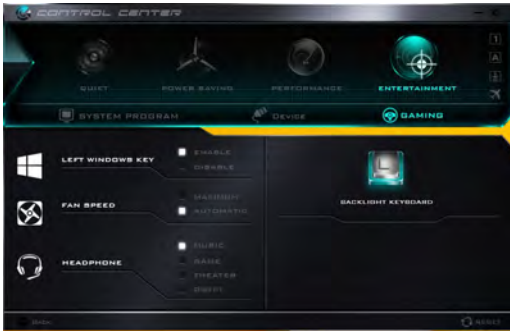 CONTROL CENTER
QUIET
POWER SAVING
PERFORMANCE
ENTERTAINMENT
1
A
SYSTEM PROGRAM
DEVICE
GAMING
LEFT WINDOWS KEY
ENABLE
DISABLE
FAN SPEED
MAXIMUM
AUTOMATIC
HEADPHONE
MUSIC
GAME
THEATER
L
BACKLIGHT KEYBOARD